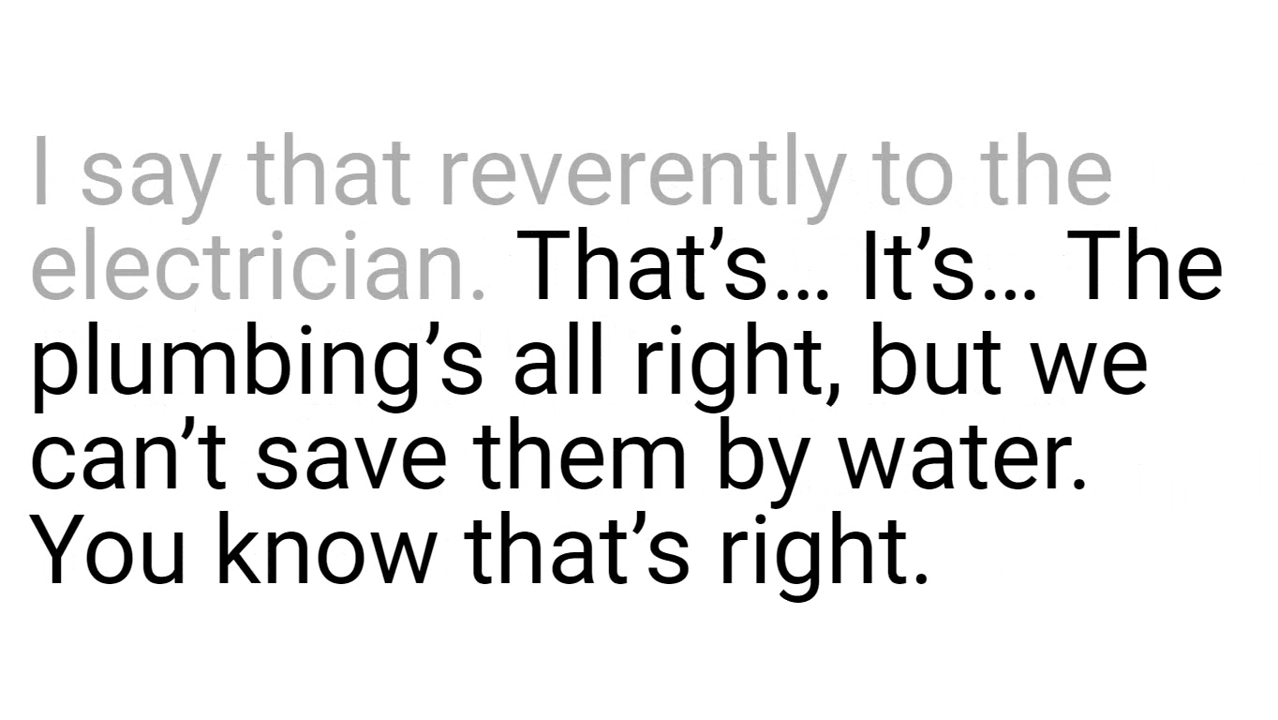 I say that reverently to the
electrician. That’s… It’s… The
plumbing’s all right, but we
can’t save them by water.
You know that’s right.